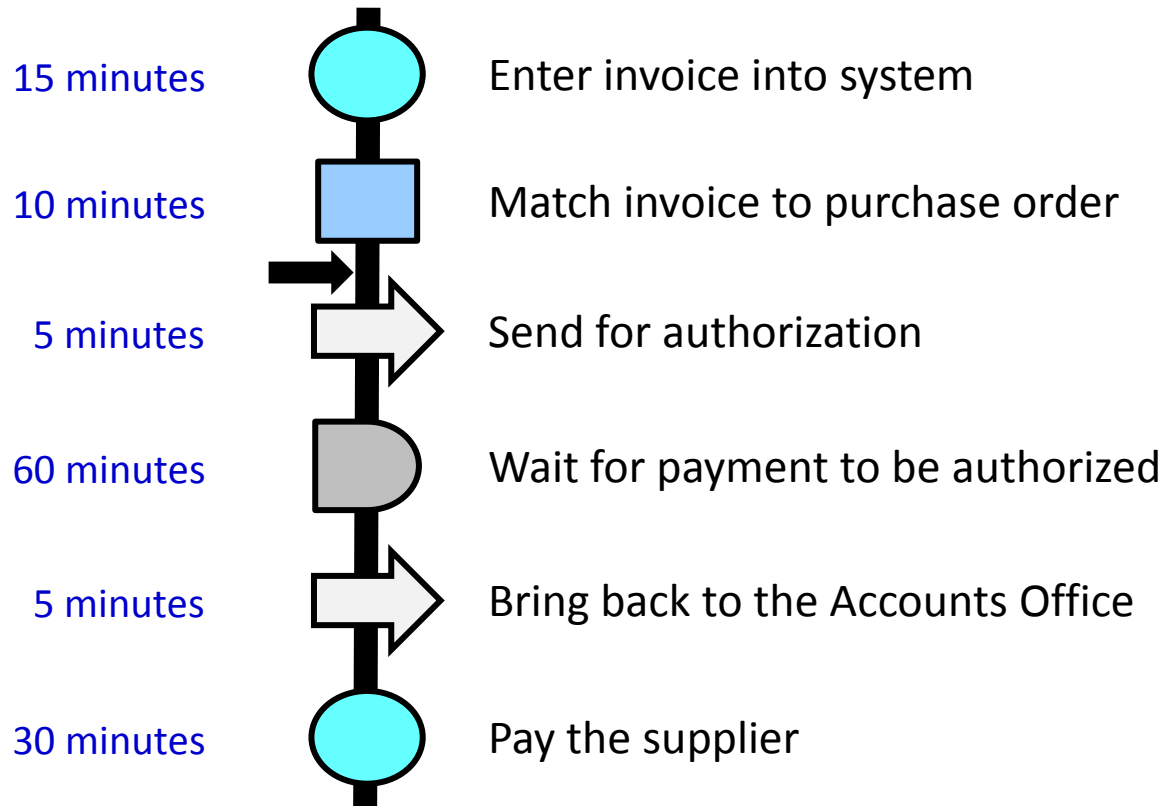 15 minutes Enter invoice into system
10 minutes Match invoice to purchase order
5 minutes Send for authorization
60 minutes Wait for payment to be authorized
5 minutes Bring back to the Accounts Office
30 minutes Pay the supplier